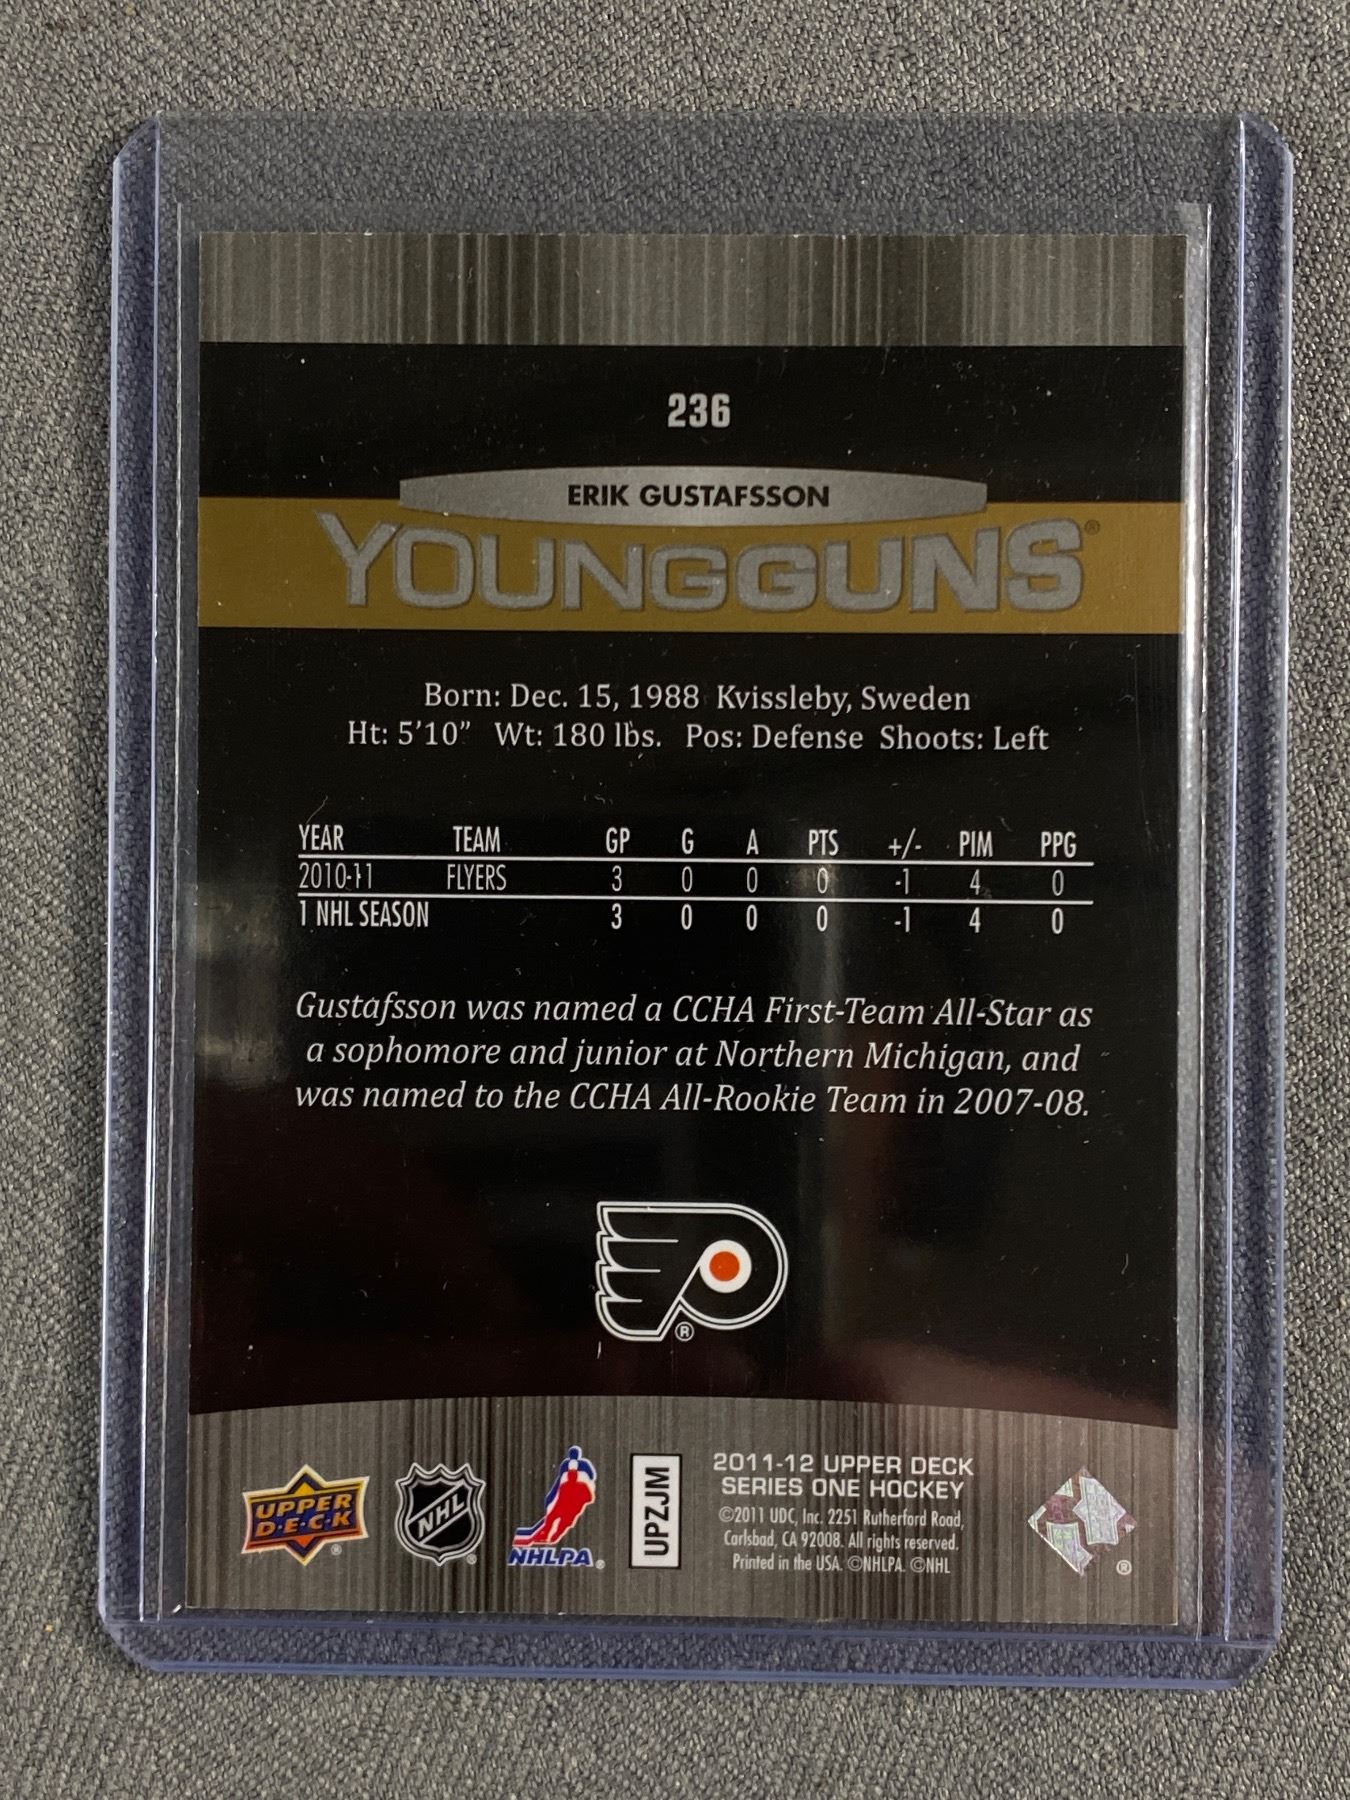 236
ERIK GUSTAFSSON
YOUNGGUNS®
Born: Dec. 15, 1988 Kvissleby, Sweden
Ht: 5'10" Wt: 180 lbs. Pos: Defense Shoots: Left
YEAR TEAM GP G A PTS +/- PIM PPG
2010-11 FLYERS 3 0 0 0 -1 4 0
1 NHL SEASON 3 0 0 0 -1 4 0
Gustafsson was named a CCHA First-Team All-Star as
a sophomore and junior at Northern Michigan, and
was named to the CCHA All-Rookie Team in 2007-08.
®
UPPER
D·E·C·K ®
NHL ®
NHLPA ®
UPZJM
2011-12 UPPER DECK
SERIES ONE HOCKEY
©2011 UDC, Inc. 2251 Rutherford Road,
Carlsbad, CA 92008. All rights reserved.
Printed in the USA. ©NHLPA. ©NHL
®